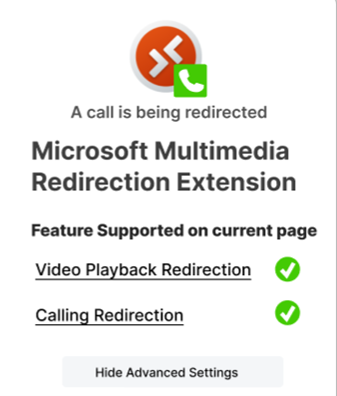 A call is being redirected
Microsoft Multimedia
Redirection Extension
Feature Supported on current page
Video Playback Redirection
Calling Redirection
Hide Advanced Settings